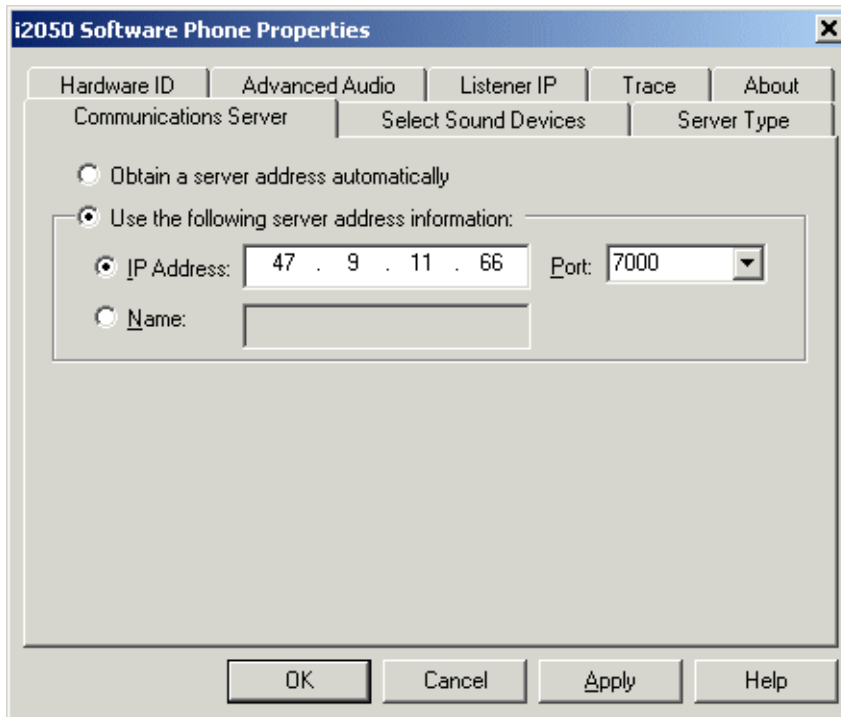 i2050 Software Phone Properties
Hardware ID Advanced Audio Listener IP Trace About
Communications Server Select Sound Devices Server Type
Obtain a server address automatically
Use the following server address information:
IP Address: 47 . 9 . 11 . 66 Port: 7000
Name:
OK Cancel Apply Help